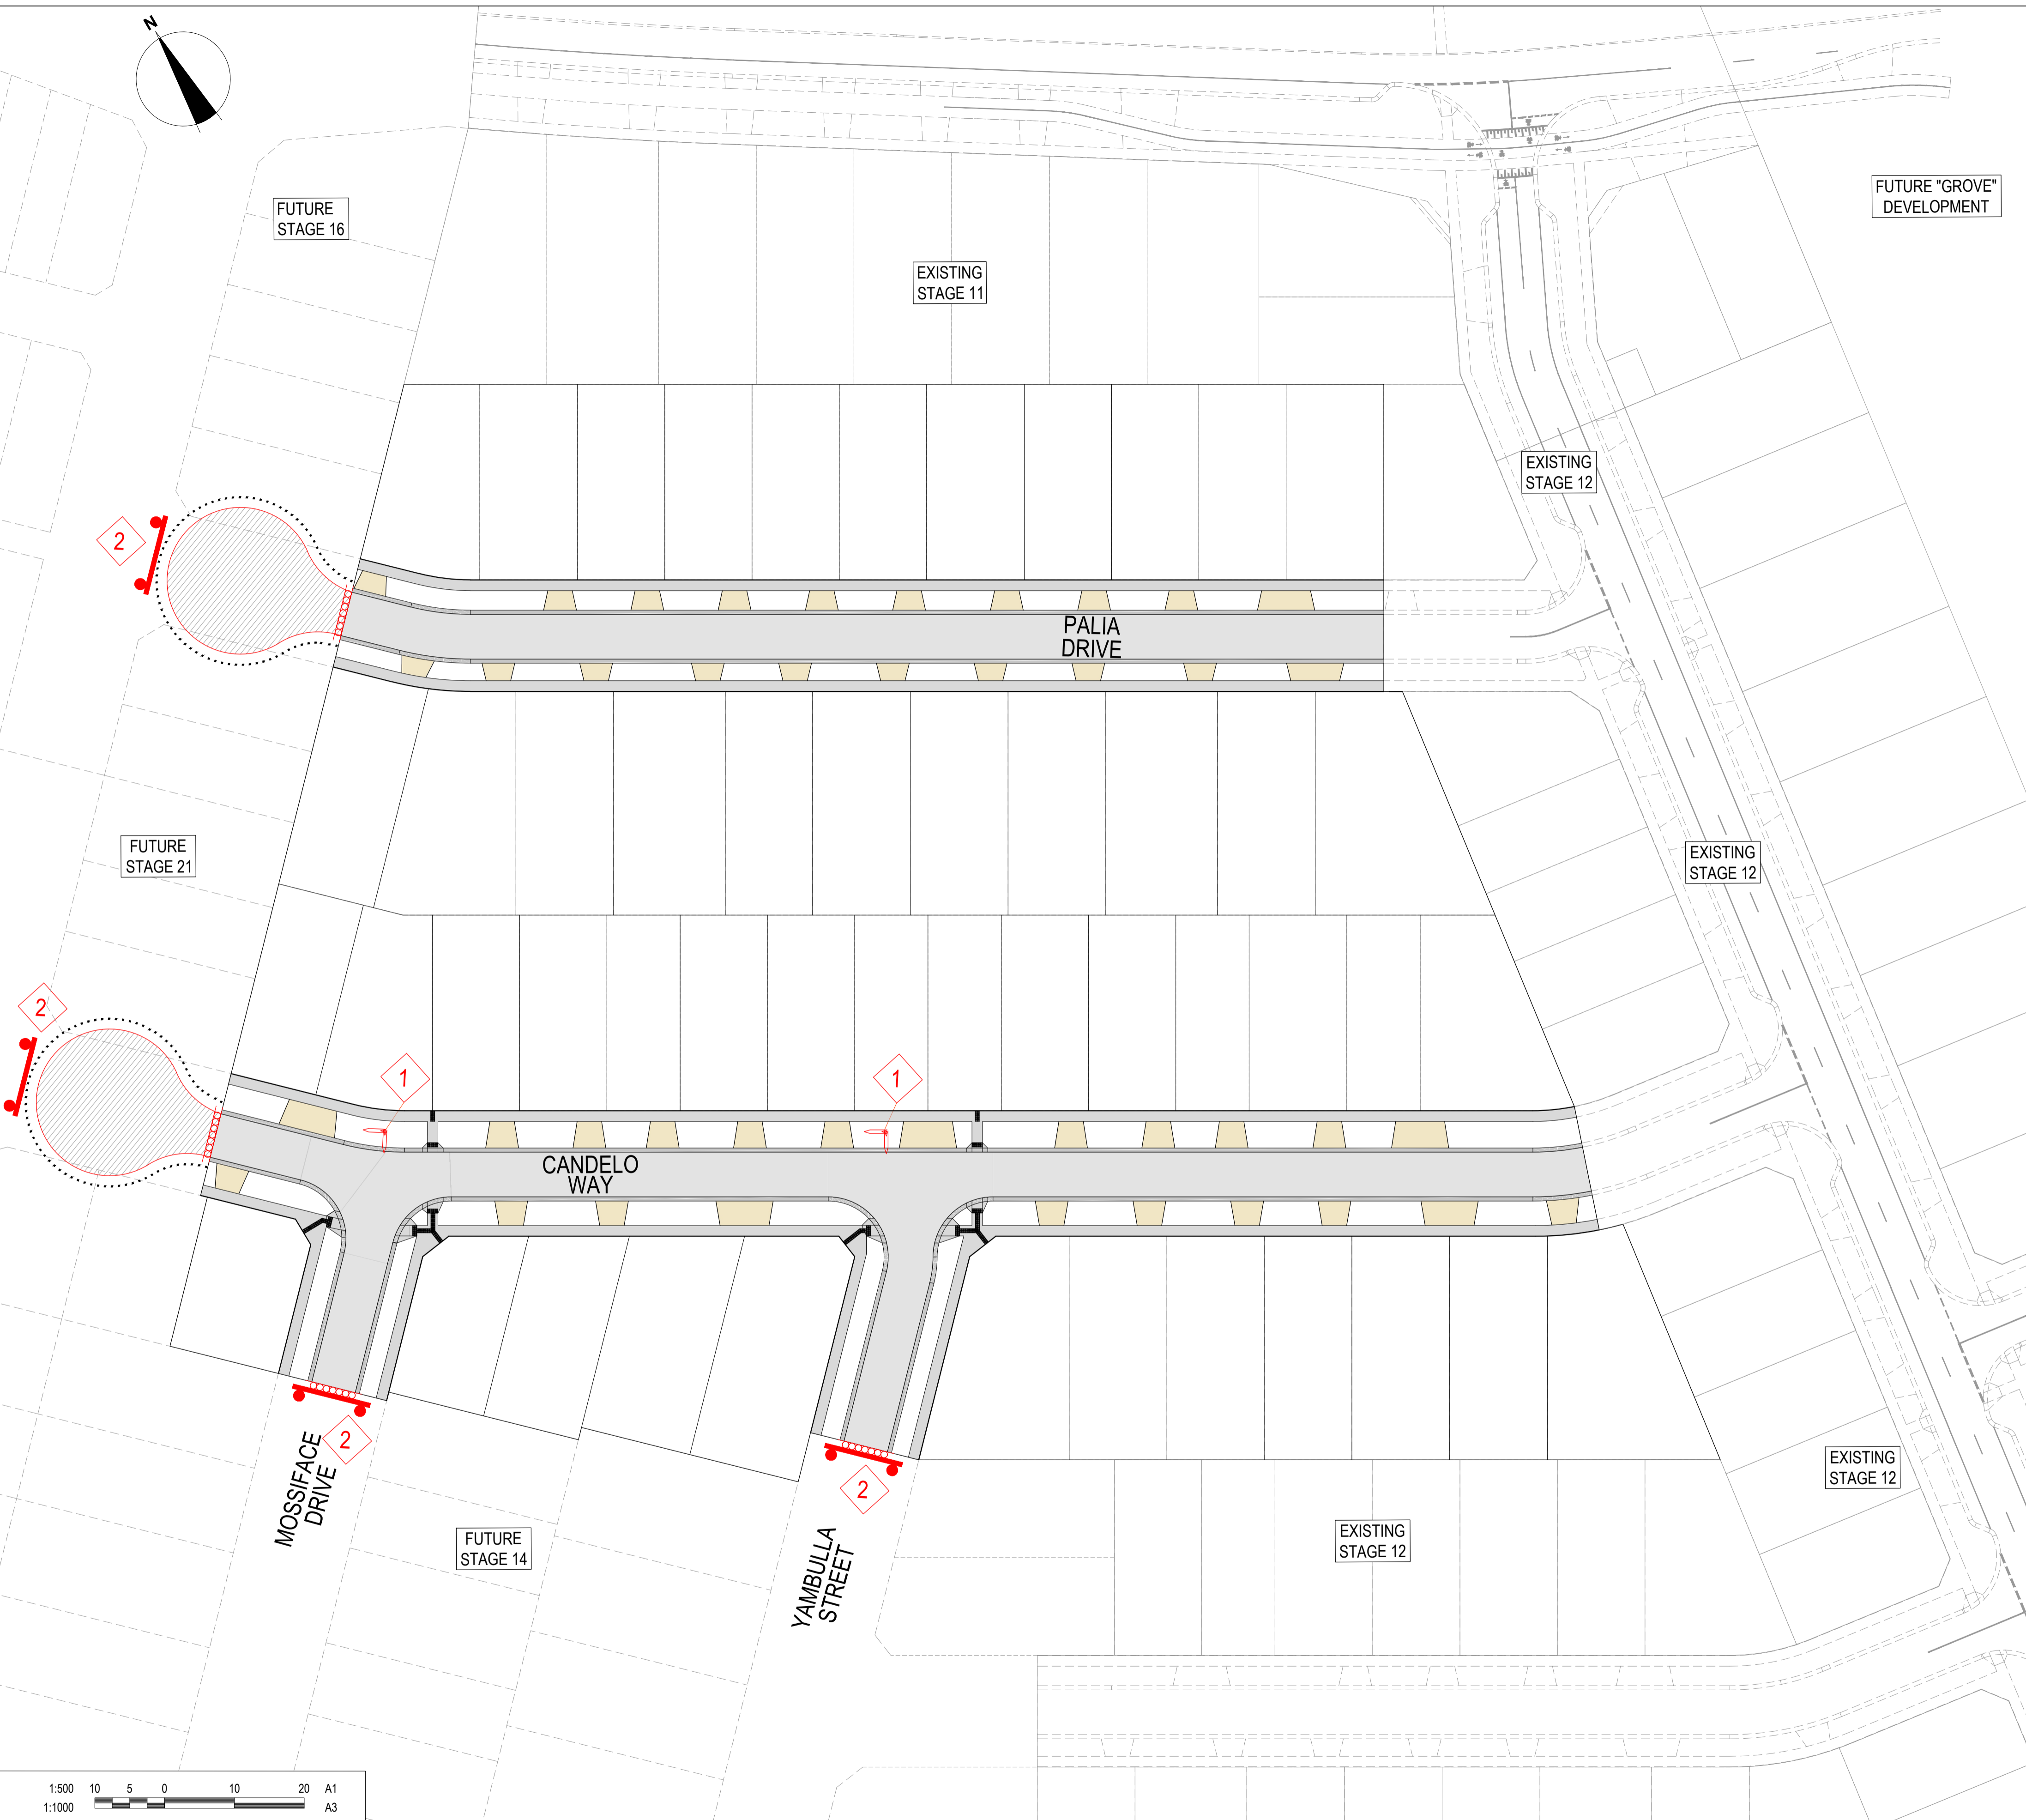 N
FUTURE
STAGE 16
FUTURE "GROVE"
DEVELOPMENT
EXISTING
STAGE 11
EXISTING
STAGE 12
2
PALIA
DRIVE
FUTURE
STAGE 21
EXISTING
STAGE 12
2
1
1
CANDELO
WAY
2
MOSSIFACE
DRIVE
2
YAMBULLA
STREET
FUTURE
STAGE 14
EXISTING
STAGE 12
EXISTING
STAGE 12
1:500 10 5 0 10 20 A1
1:1000 A3